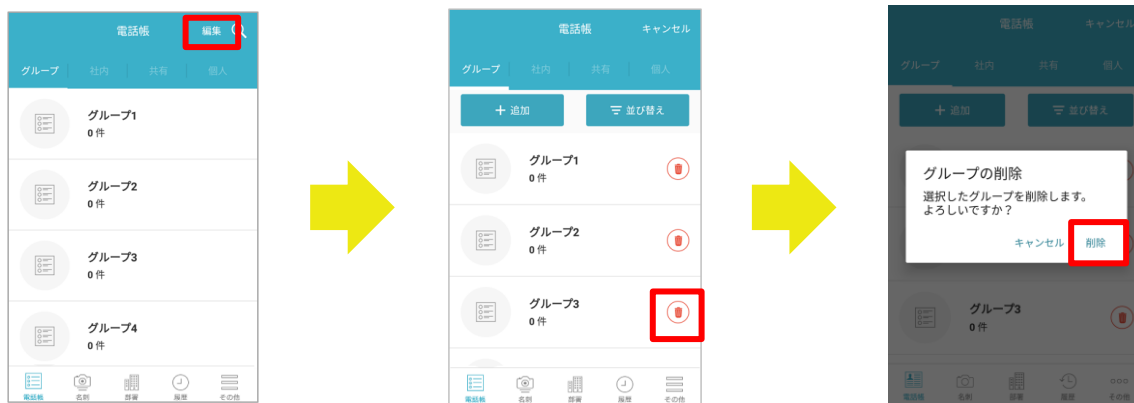 電話帳
編集
グループ
社内
共有
個人
グループ1
0 件
グループ2
0 件
グループ3
0 件
グループ4
0 件
電話帳
名刺
部署
履歴
その他
電話帳
キャンセル
グループ
社内
共有
個人
+ 追加
並び替え
グループ1
0 件
グループ2
0 件
グループ3
0 件
電話帳
名刺
部署
履歴
その他
電話帳
キャンセル
グループ
社内
共有
個人
+ 追加
並び替え
グループの削除
選択したグループを削除します。
よろしいですか？
キャンセル
削除
グループ3
0 件
電話帳
名刺
部署
履歴
その他